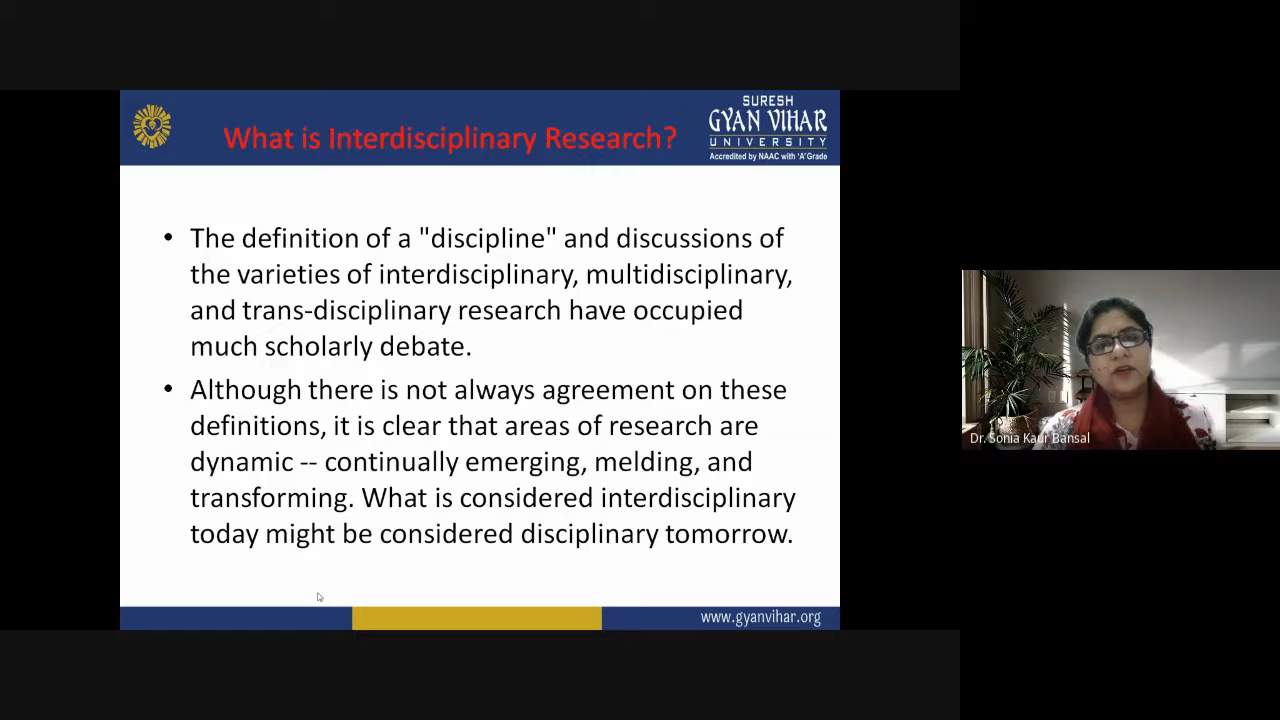 What is Interdisciplinary Research?
SURESH
GYAN VIHAR
UNIVERSITY
Accredited by NAAC with 'A'Grade
• The definition of a "discipline" and discussions of
the varieties of interdisciplinary, multidisciplinary,
and trans-disciplinary research have occupied
much scholarly debate.
• Although there is not always agreement on these
definitions, it is clear that areas of research are
dynamic -- continually emerging, melding, and
transforming. What is considered interdisciplinary
today might be considered disciplinary tomorrow.
www.gyanvihar.org
Dr. Sonia Kaur Bansal